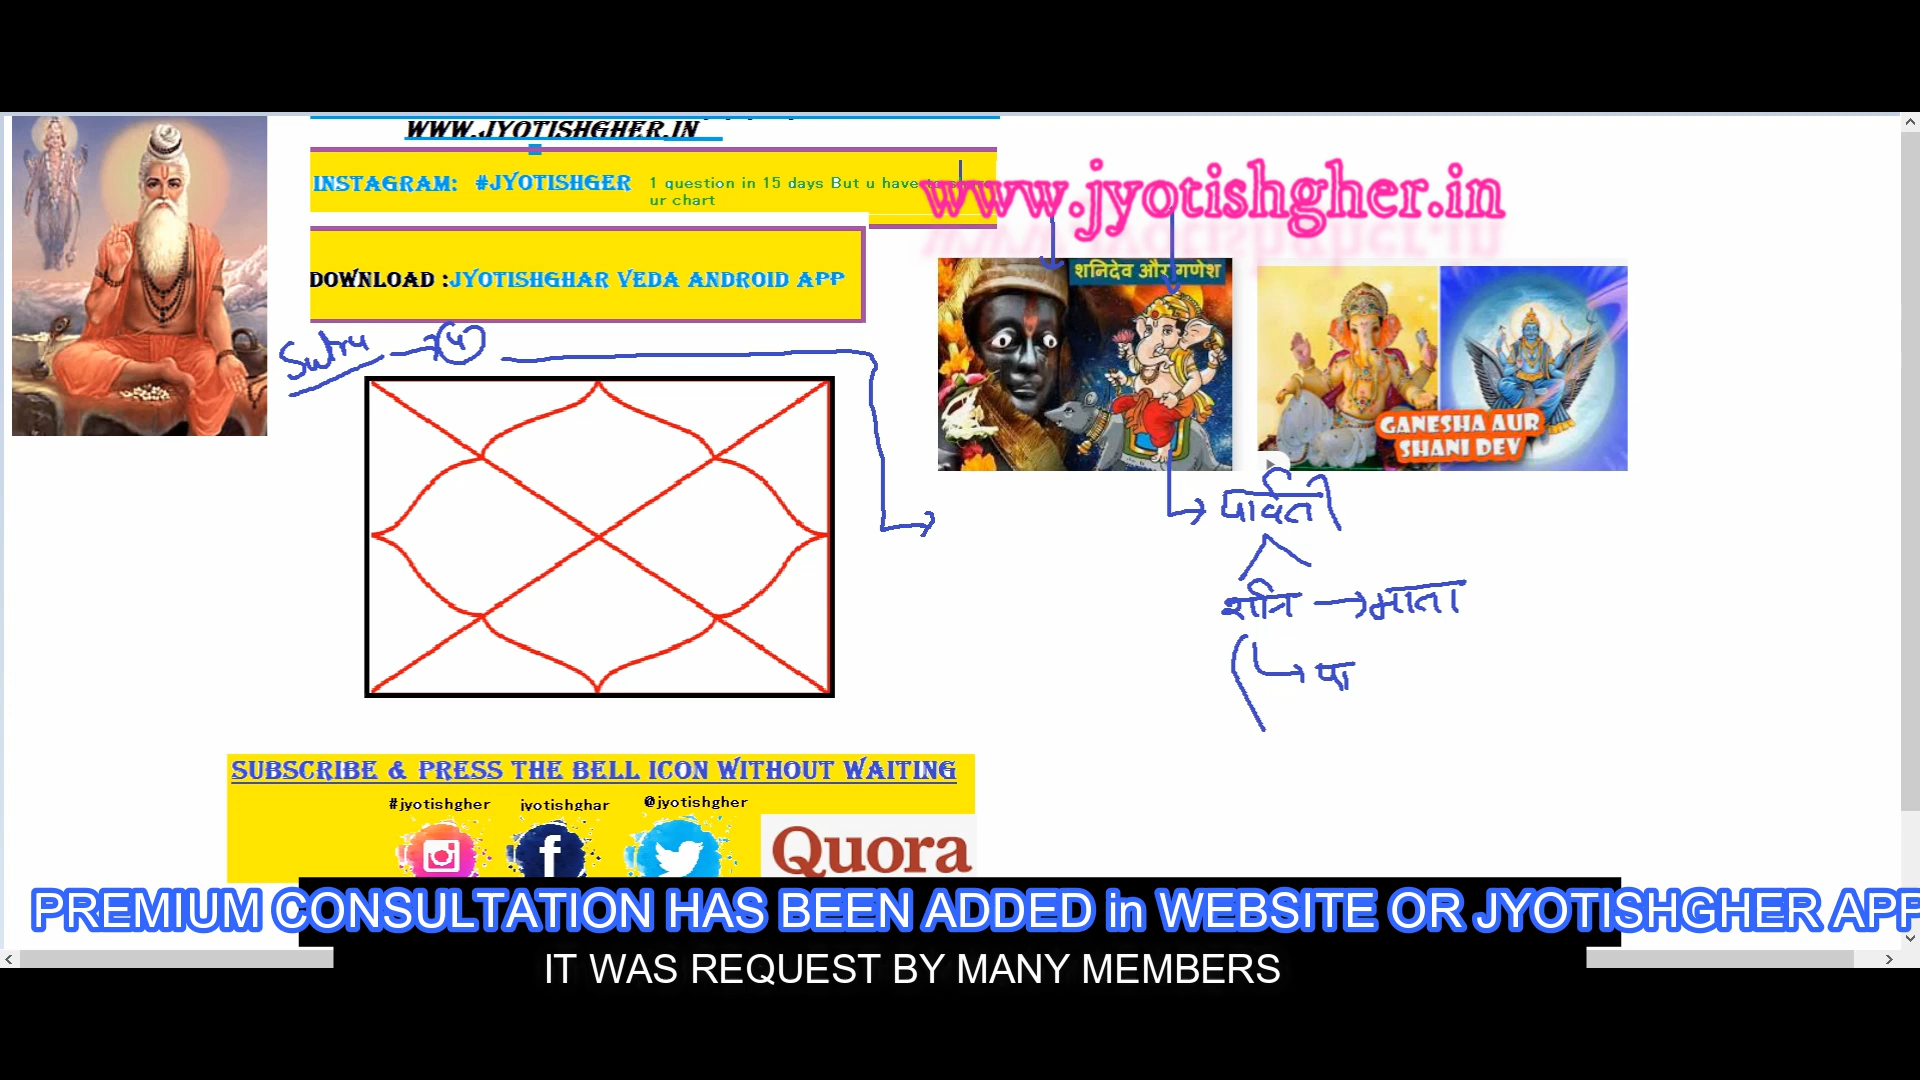 WWW.JYOTISHGHER.IN
INSTAGRAM: #JYOTISHGER 1 question in 15 days But u have
ur chart
www.jyotishgher.in
DOWNLOAD :JYOTISHGHAR VEDA ANDROID APP
शनिदेव और गणेश
Sutra
GANESHA AUR
SHANI DEV
पार्वती
माता
पा
SUBSCRIBE & PRESS THE BELL ICON WITHOUT WAITING
#jyotishgher jyotishghar @jyotishgher
Quora
PREMIUM CONSULTATION HAS BEEN ADDED in WEBSITE OR JYOTISHGHER APP
IT WAS REQUEST BY MANY MEMBERS